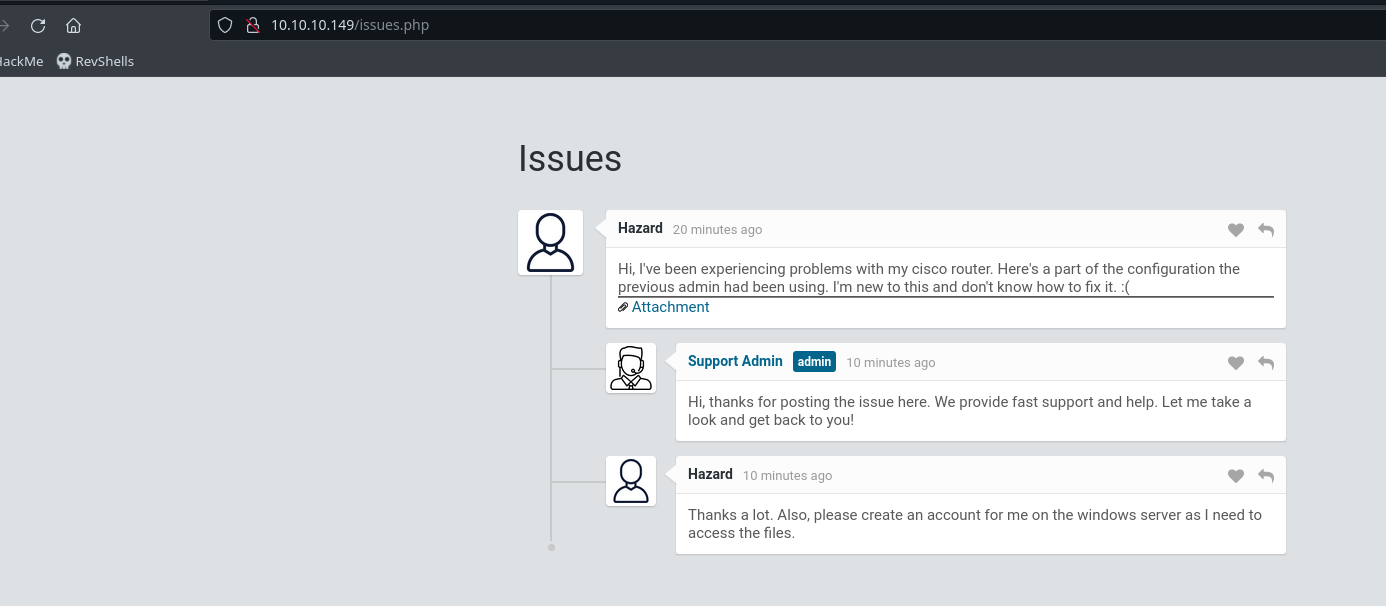 10.10.10.149/issues.php
HackMe RevShells
Issues
Hazard 20 minutes ago
Hi, I've been experiencing problems with my cisco router. Here's a part of the configuration the
previous admin had been using. I'm new to this and don't know how to fix it. :(
Attachment
Support Admin admin 10 minutes ago
Hi, thanks for posting the issue here. We provide fast support and help. Let me take a
look and get back to you!
Hazard 10 minutes ago
Thanks a lot. Also, please create an account for me on the windows server as I need to
access the files.